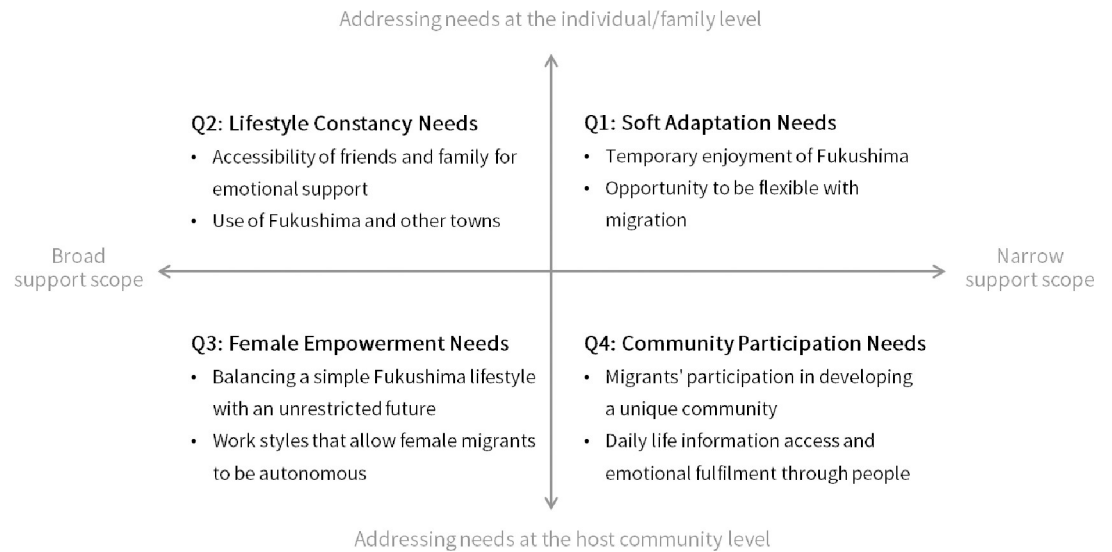 Addressing needs at the individual/family level
Q2: Lifestyle Constancy Needs
• Accessibility of friends and family for
emotional support
• Use of Fukushima and other towns
Q1: Soft Adaptation Needs
• Temporary enjoyment of Fukushima
• Opportunity to be flexible with
migration
Broad
support scope
Narrow
support scope
Q3: Female Empowerment Needs
• Balancing a simple Fukushima lifestyle
with an unrestricted future
• Work styles that allow female migrants
to be autonomous
Q4: Community Participation Needs
• Migrants' participation in developing
a unique community
• Daily life information access and
emotional fulfilment through people
Addressing needs at the host community level